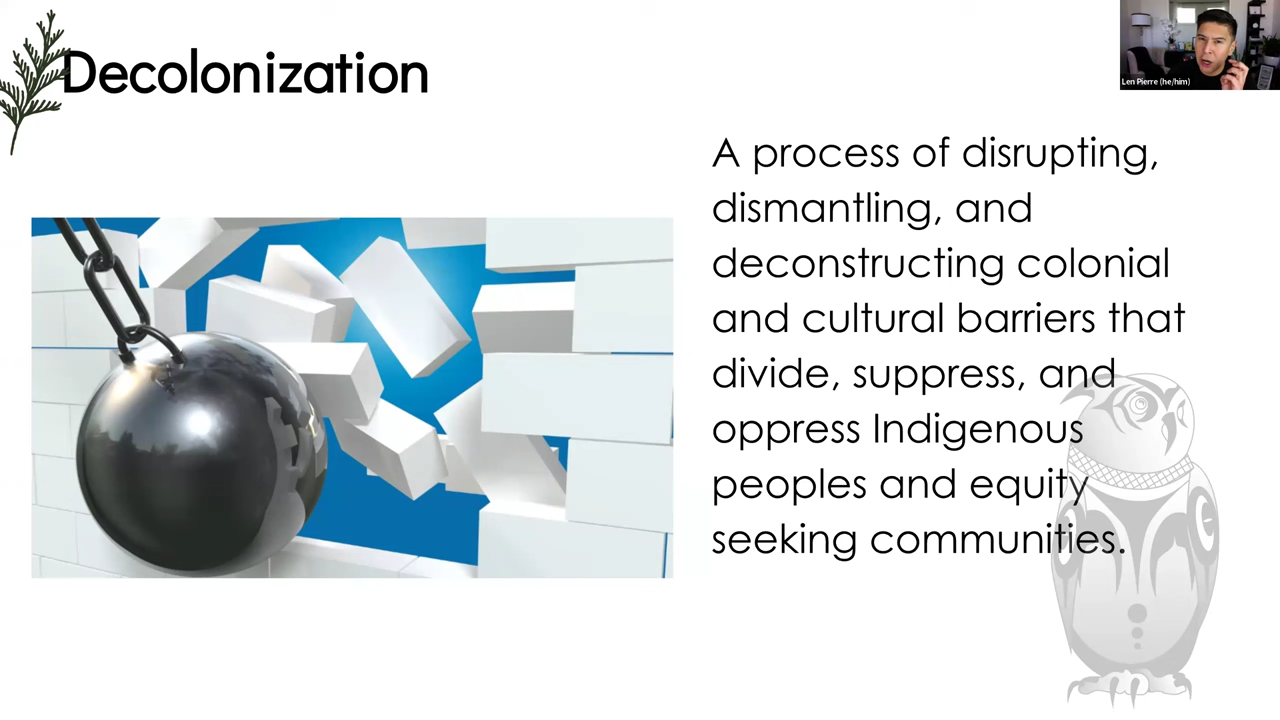 Decolonization
Len Pierre (he/him)
A process of disrupting,
dismantling, and
deconstructing colonial
and cultural barriers that
divide, suppress, and
oppress Indigenous
peoples and equity
seeking communities.